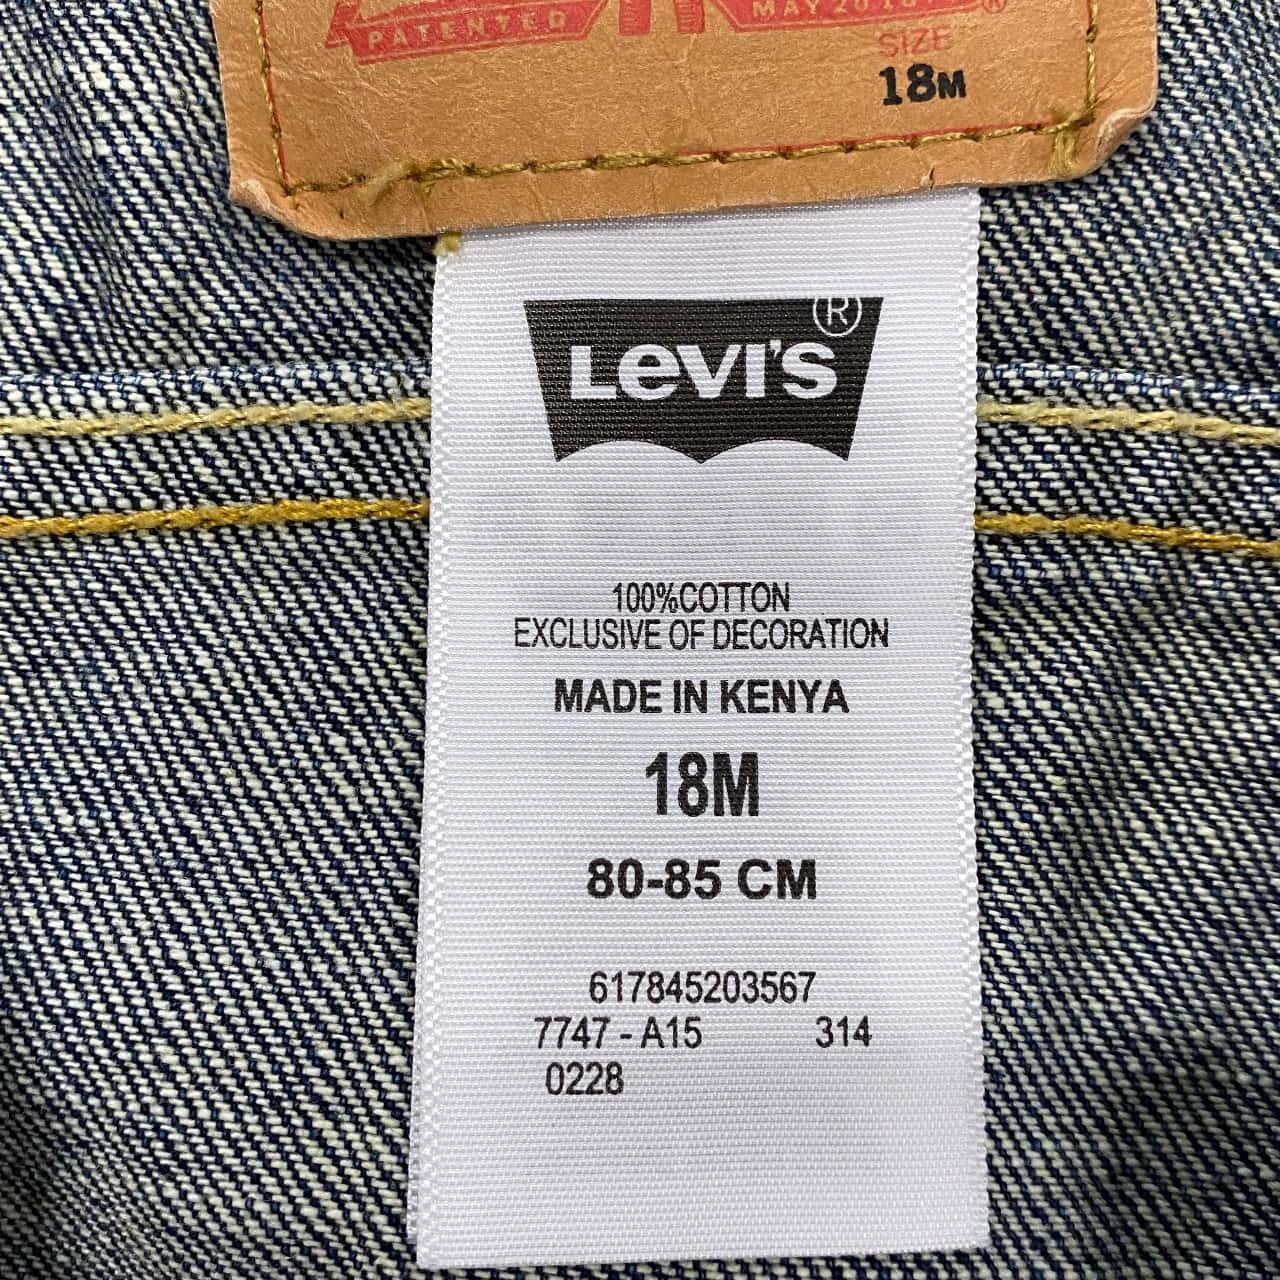 PATENTED
MAY 20 18
®
SIZE
18M
LEVI'S®
100%COTTON
EXCLUSIVE OF DECORATION
MADE IN KENYA
18M
80-85 CM
617845203567
7747 - A15 314
0228